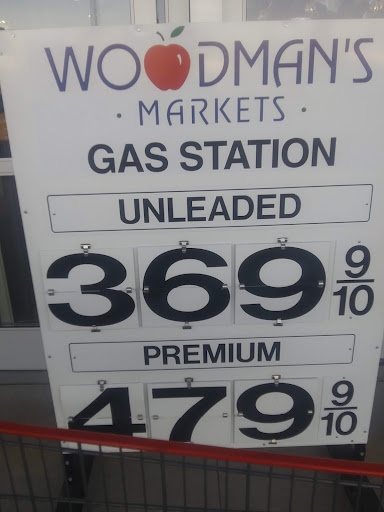 WOODMAN'S
• MARKETS •
GAS STATION
UNLEADED
369 9/10
PREMIUM
479 9/10